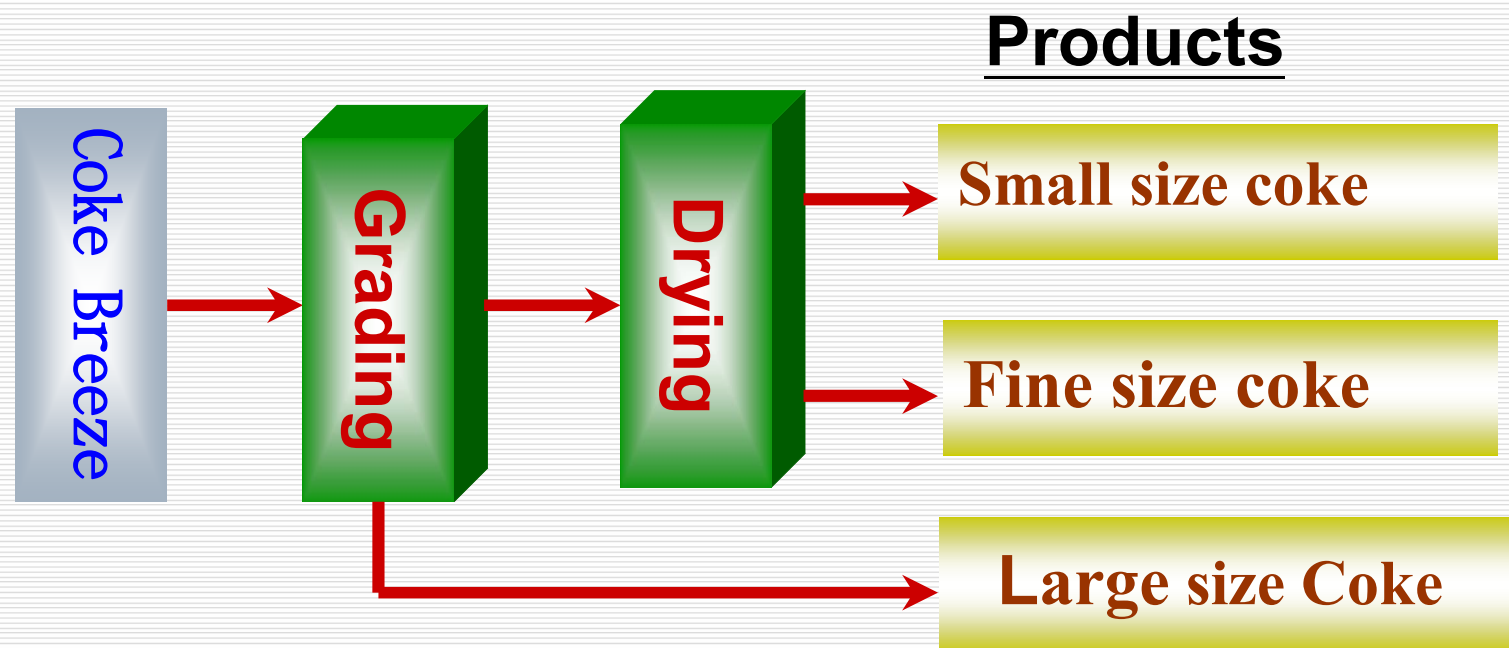 Products
Coke Breeze
Grading
Drying
Small size coke
Fine size coke
Large size Coke